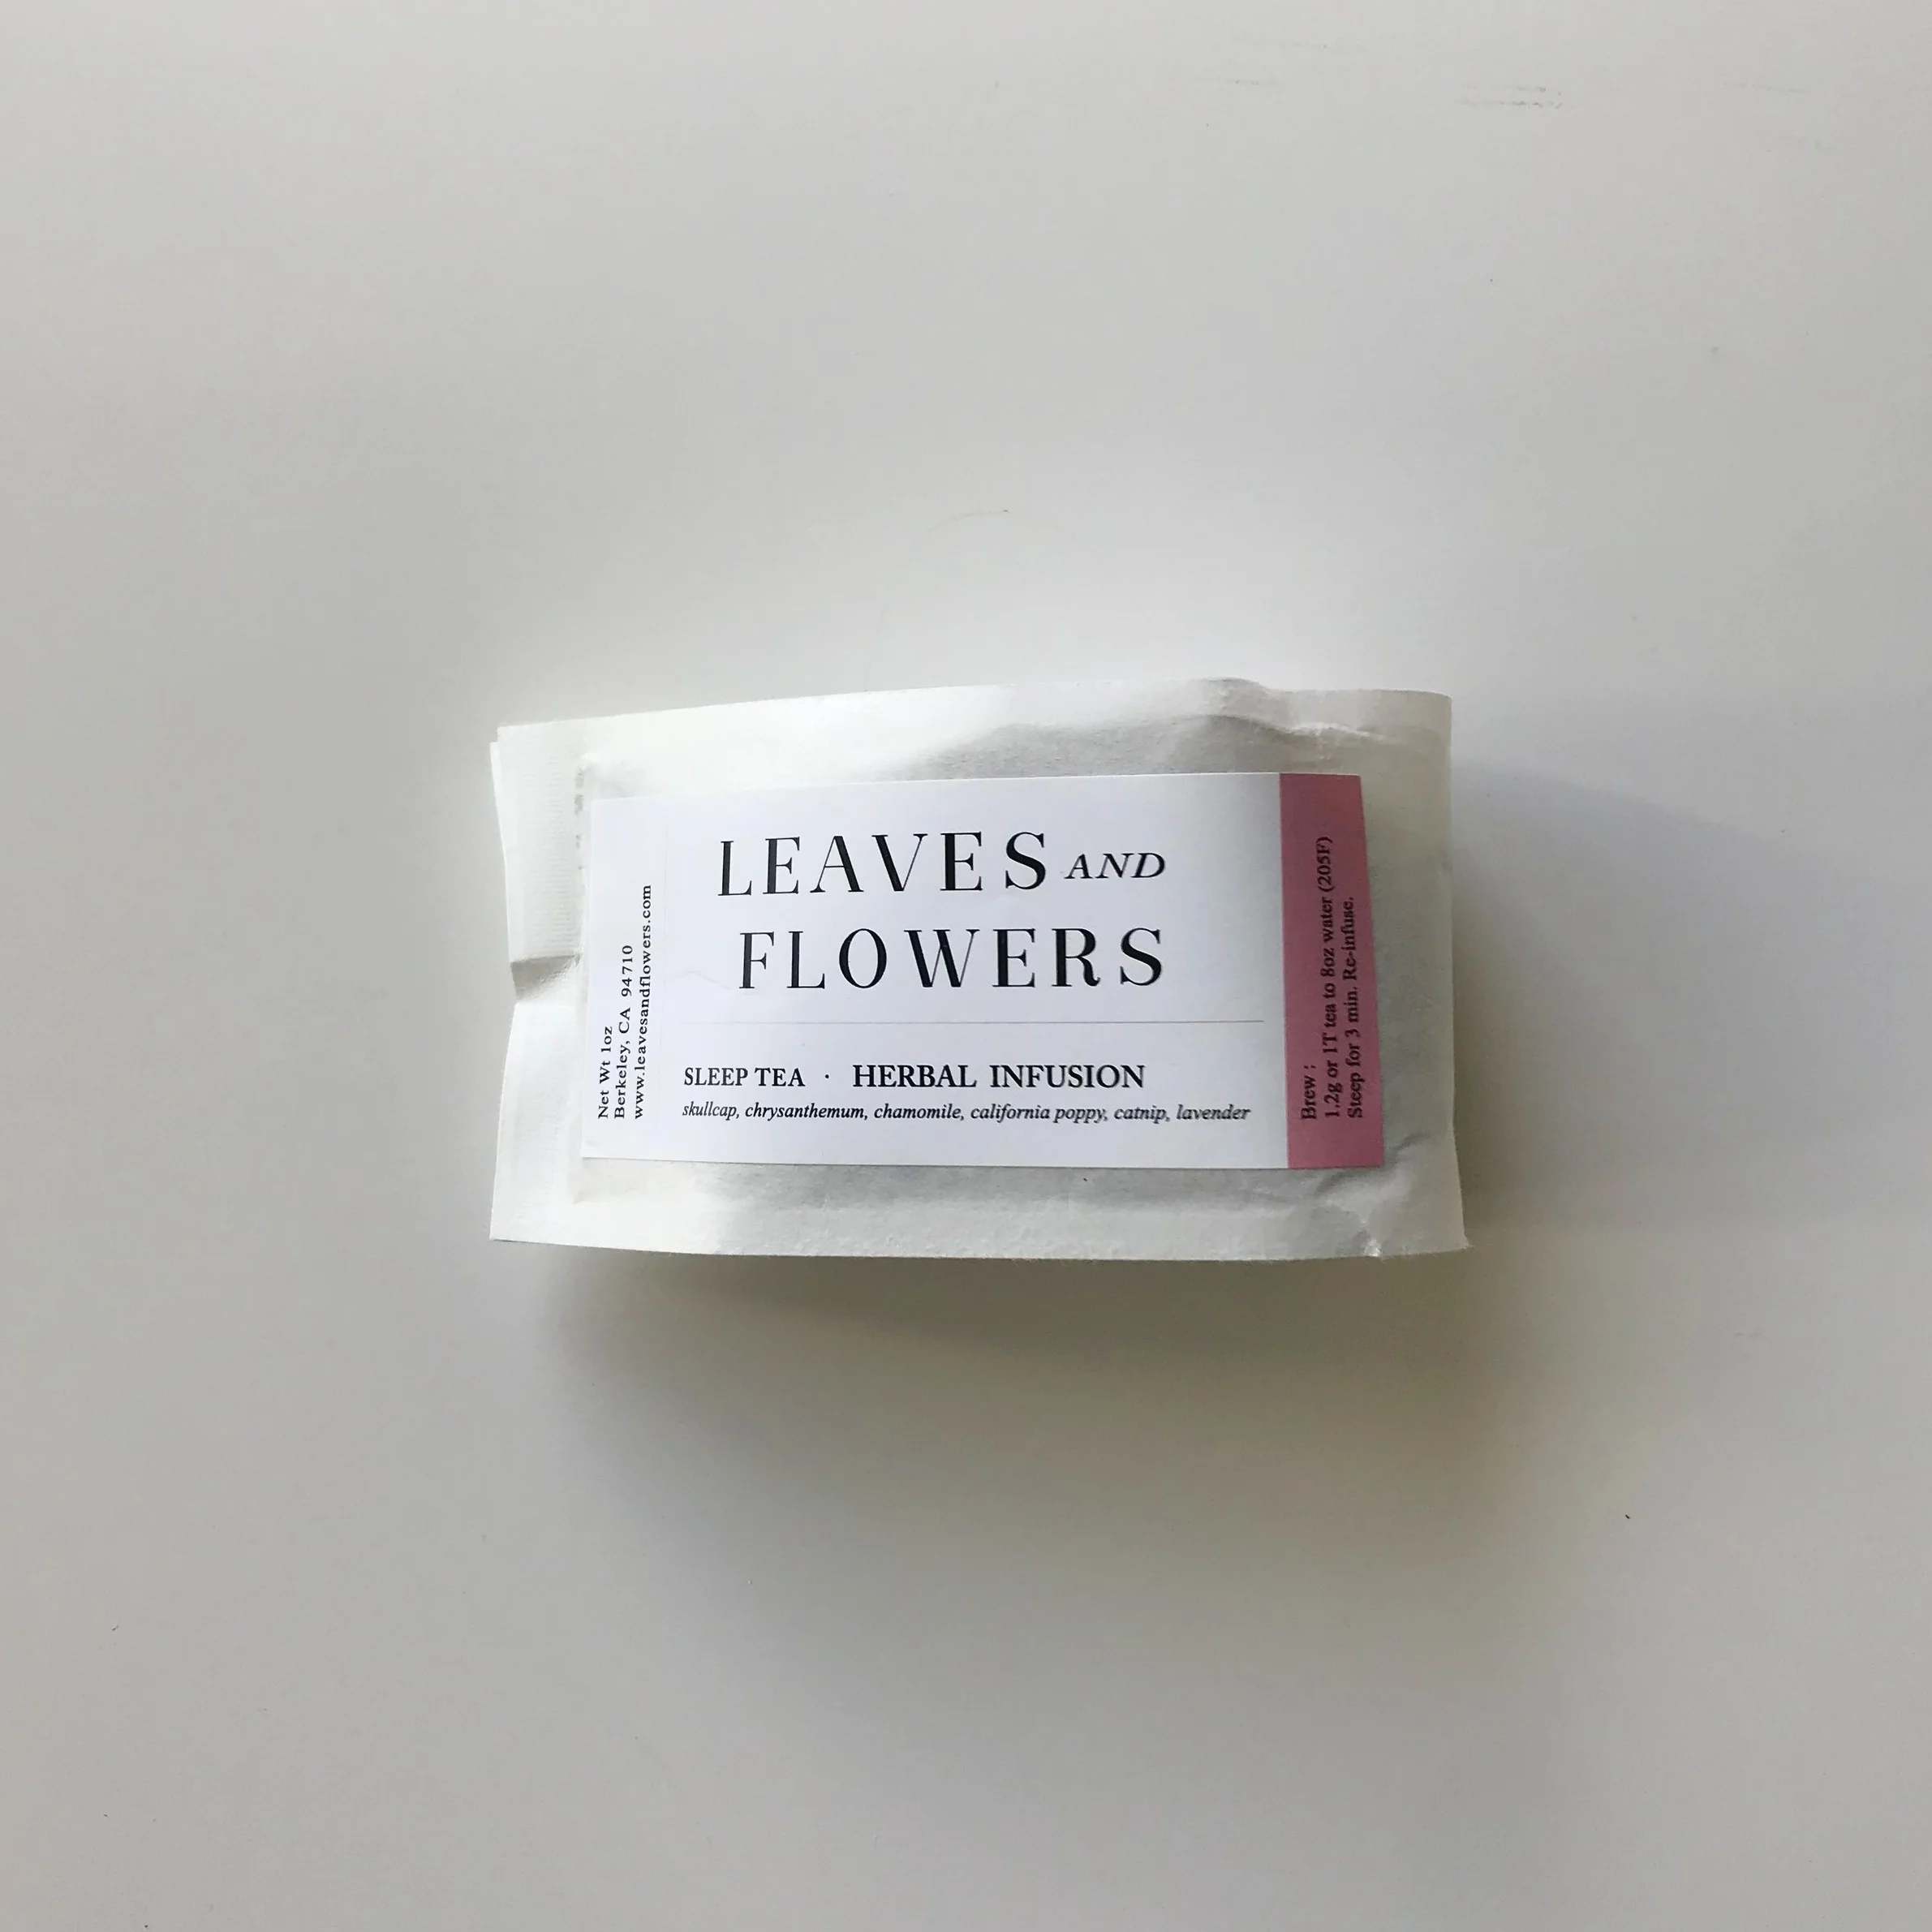 Net Wt 1oz
Berkeley, CA 94710
www.leavesandflowers.com
LEAVES AND
FLOWERS
SLEEP TEA · HERBAL INFUSION
skullcap, chrysanthemum, chamomile, california poppy, catnip, lavender
Brew :
1.2g or 1T tea to 8oz water (205F)
Steep for 3 min. Re-infuse.